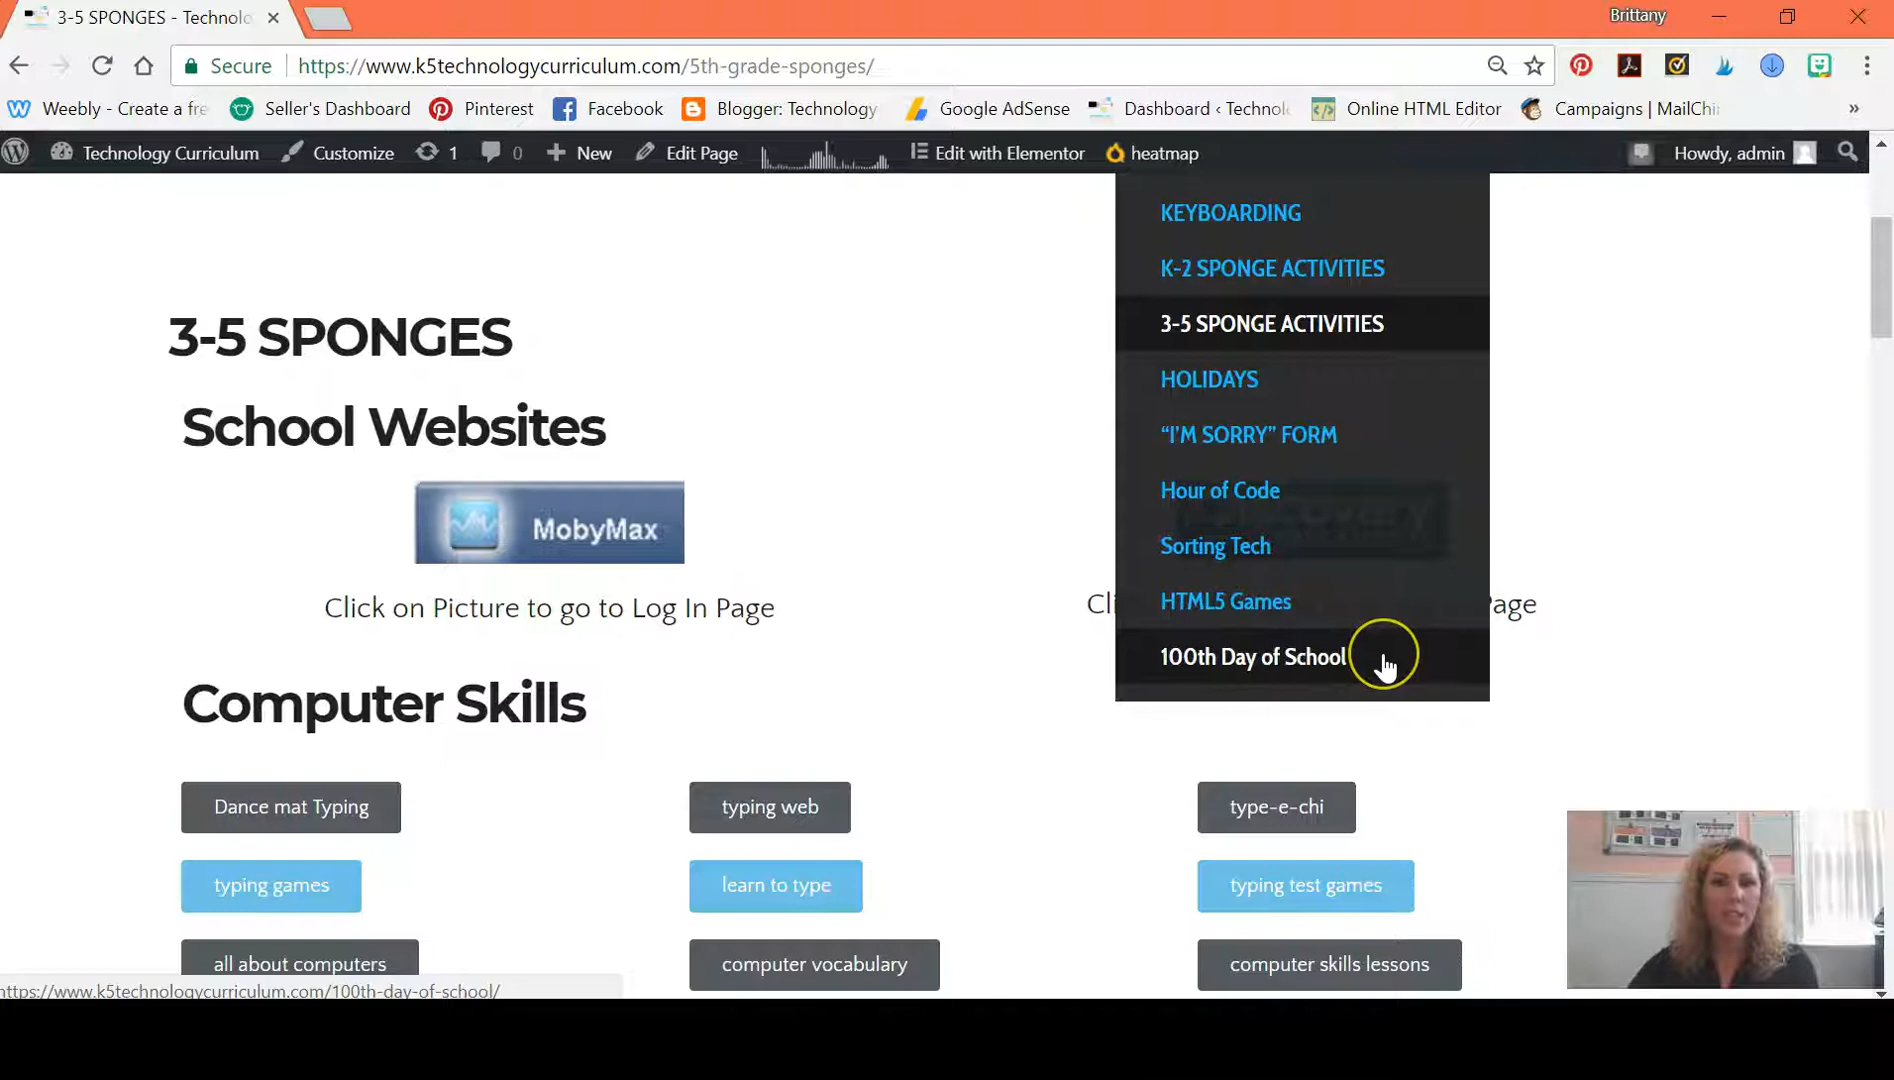 3-5 SPONGES - Technolo
Brittany
Secure
https://www.k5technologycurriculum.com/5th-grade-sponges/
Weebly - Create a fre
Seller's Dashboard
Pinterest
Facebook
Blogger: Technology
Google AdSense
Dashboard ‹ Technol
Online HTML Editor
Campaigns | MailChi
»
Technology Curriculum
Customize
1
0
New
Edit Page
Edit with Elementor
heatmap
Howdy, admin
KEYBOARDING
K-2 SPONGE ACTIVITIES
3-5 SPONGE ACTIVITIES
HOLIDAYS
“I’M SORRY” FORM
Hour of Code
Sorting Tech
HTML5 Games
100th Day of School
3-5 SPONGES
School Websites
MobyMax
Click on Picture to go to Log In Page
Cli
Page
Computer Skills
Dance mat Typing
typing web
type-e-chi
typing games
learn to type
typing test games
all about computers
computer vocabulary
computer skills lessons
https://www.k5technologycurriculum.com/100th-day-of-school/